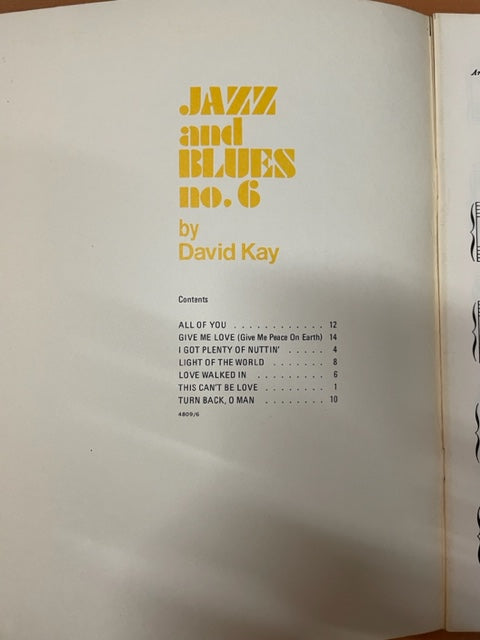 JAZZ
and
BLUES
no. 6
by
David Kay
Contents
ALL OF YOU . . . . . . . . . . . . 12
GIVE ME LOVE (Give Me Peace On Earth) 14
I GOT PLENTY OF NUTTIN' . . . . . 4
LIGHT OF THE WORLD . . . . . . . 8
LOVE WALKED IN . . . . . . . . . 6
THIS CAN'T BE LOVE . . . . . . . . 1
TURN BACK, O MAN . . . . . . . . 10
4809/6